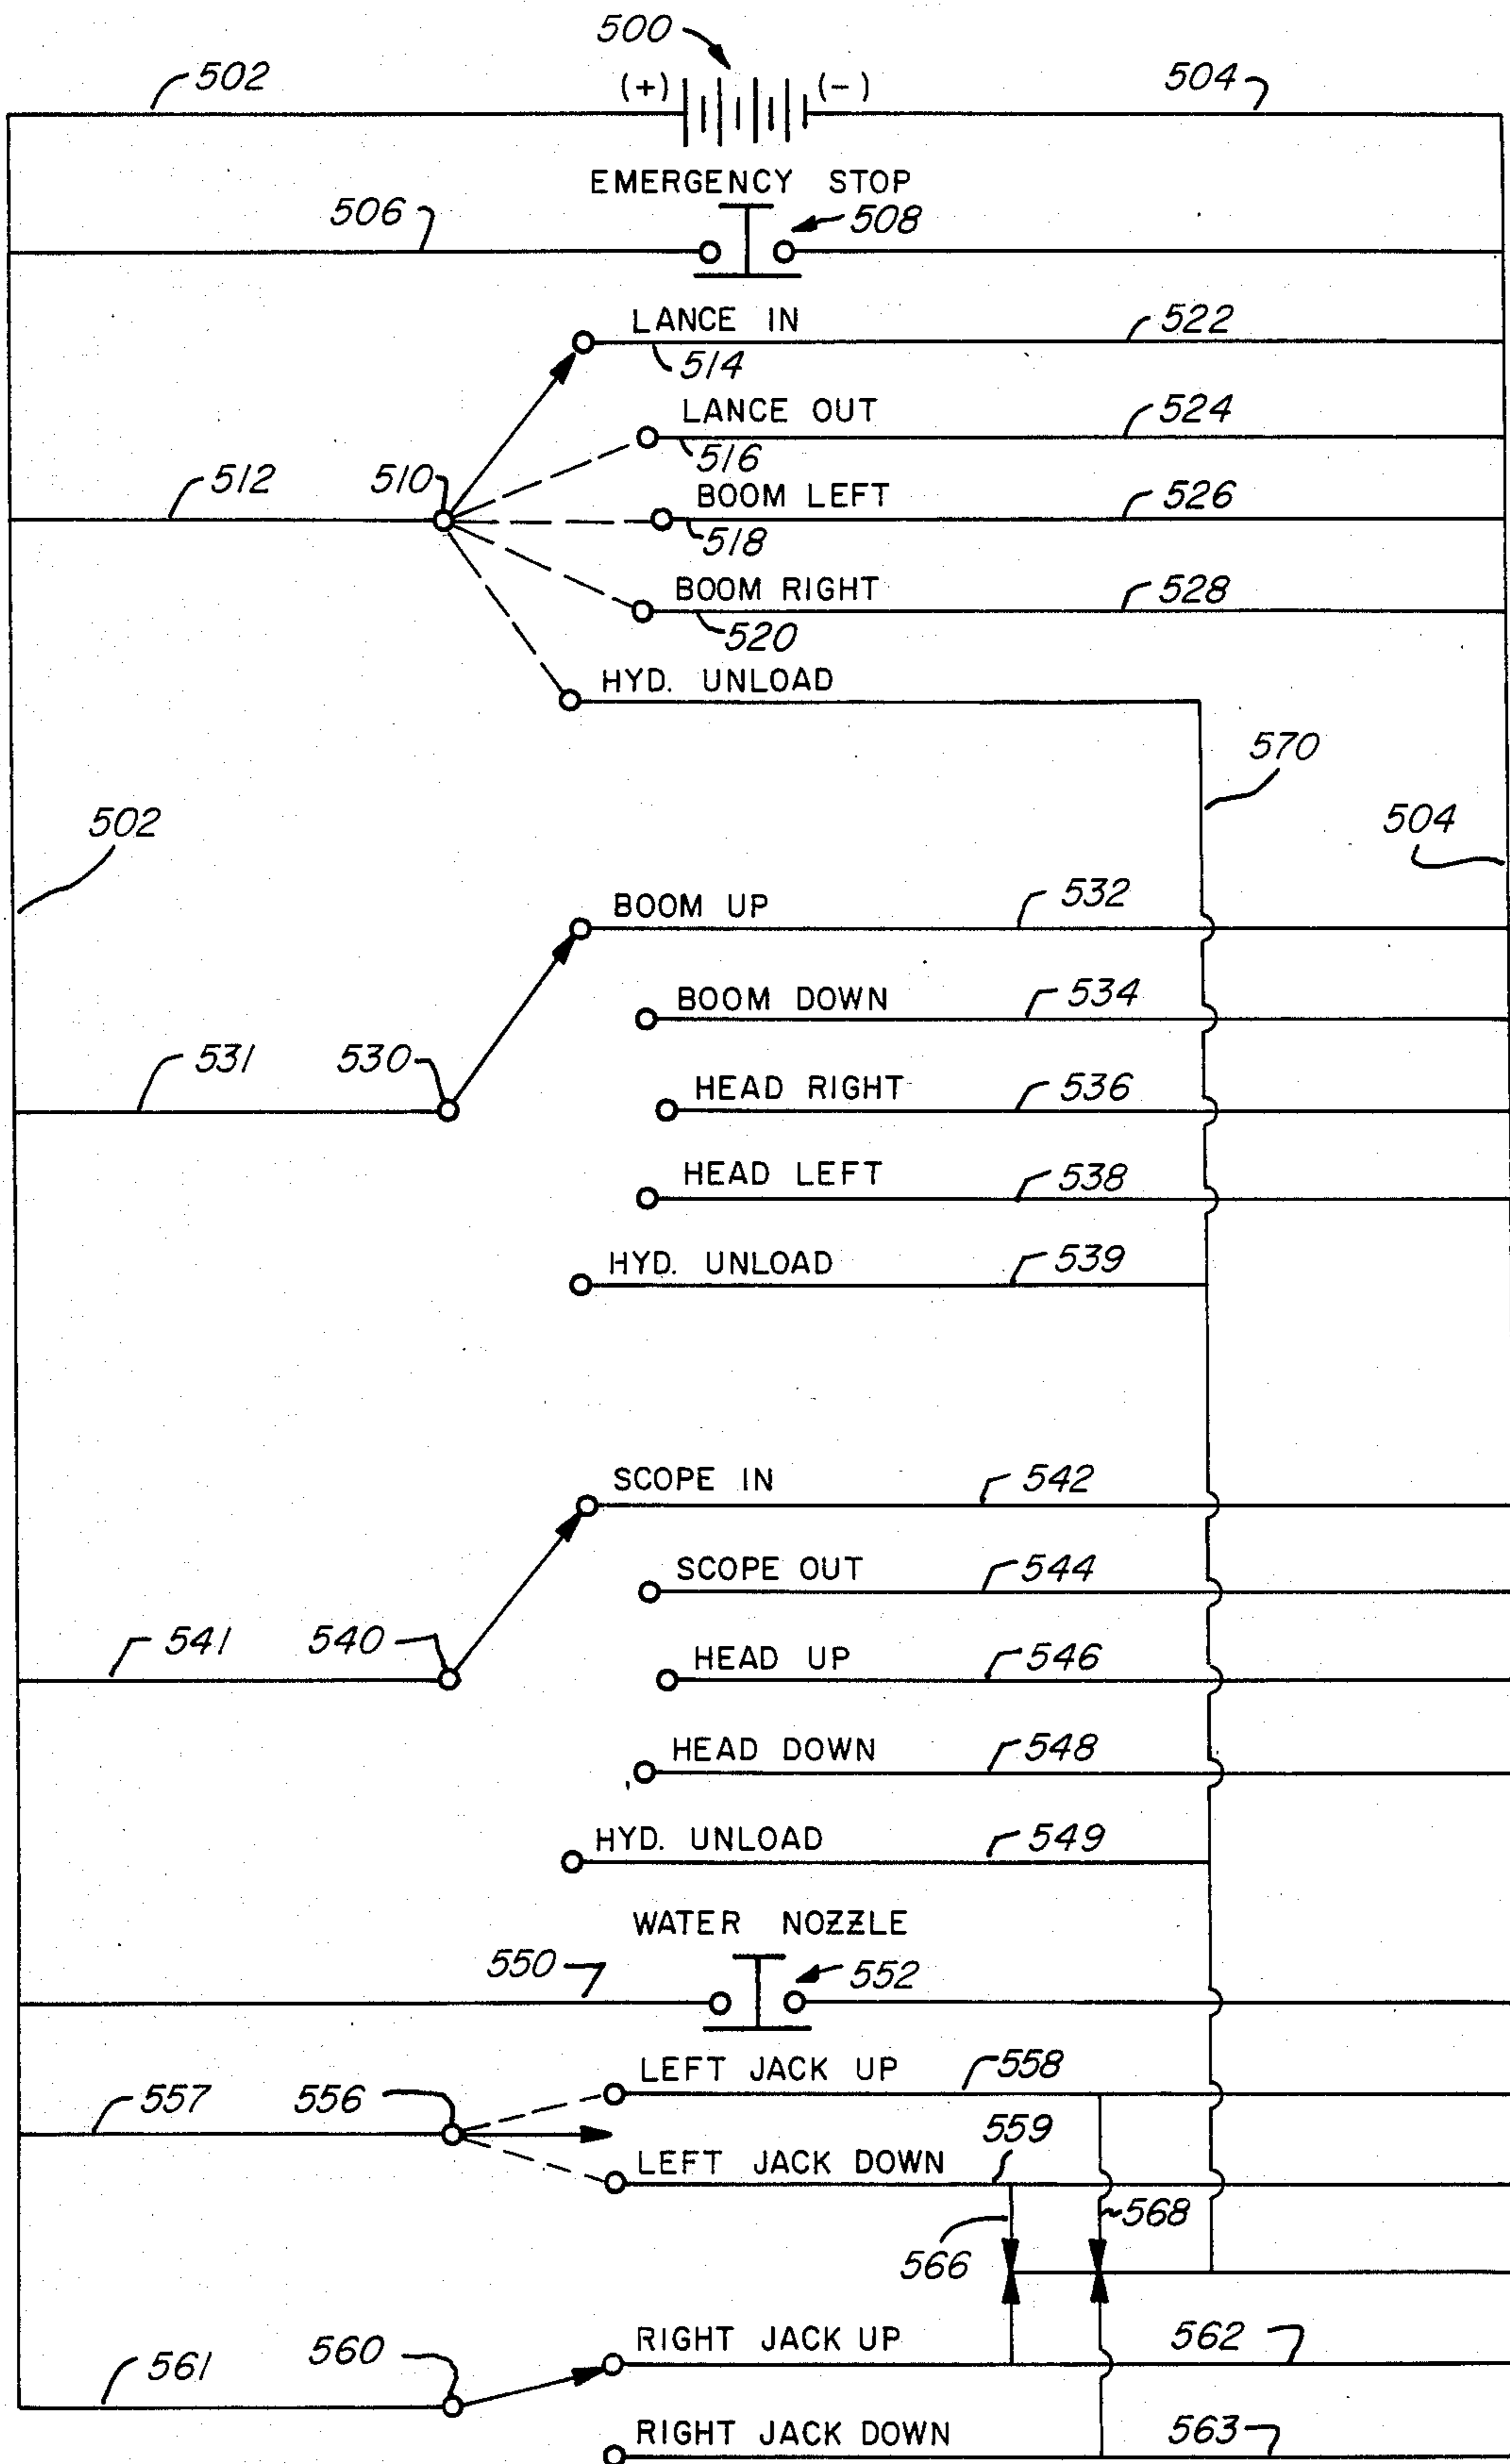 500
502
(+)
(-)
504
EMERGENCY STOP
506
508
LANCE IN
522
514
LANCE OUT
524
516
512
510
BOOM LEFT
526
518
BOOM RIGHT
528
520
HYD. UNLOAD
570
502
504
BOOM UP
532
BOOM DOWN
534
531
530
HEAD RIGHT
536
HEAD LEFT
538
HYD. UNLOAD
539
SCOPE IN
542
SCOPE OUT
544
541
540
HEAD UP
546
HEAD DOWN
548
HYD. UNLOAD
549
WATER NOZZLE
550
552
LEFT JACK UP
558
557
556
559
LEFT JACK DOWN
568
566
RIGHT JACK UP
562
561
560
RIGHT JACK DOWN
563